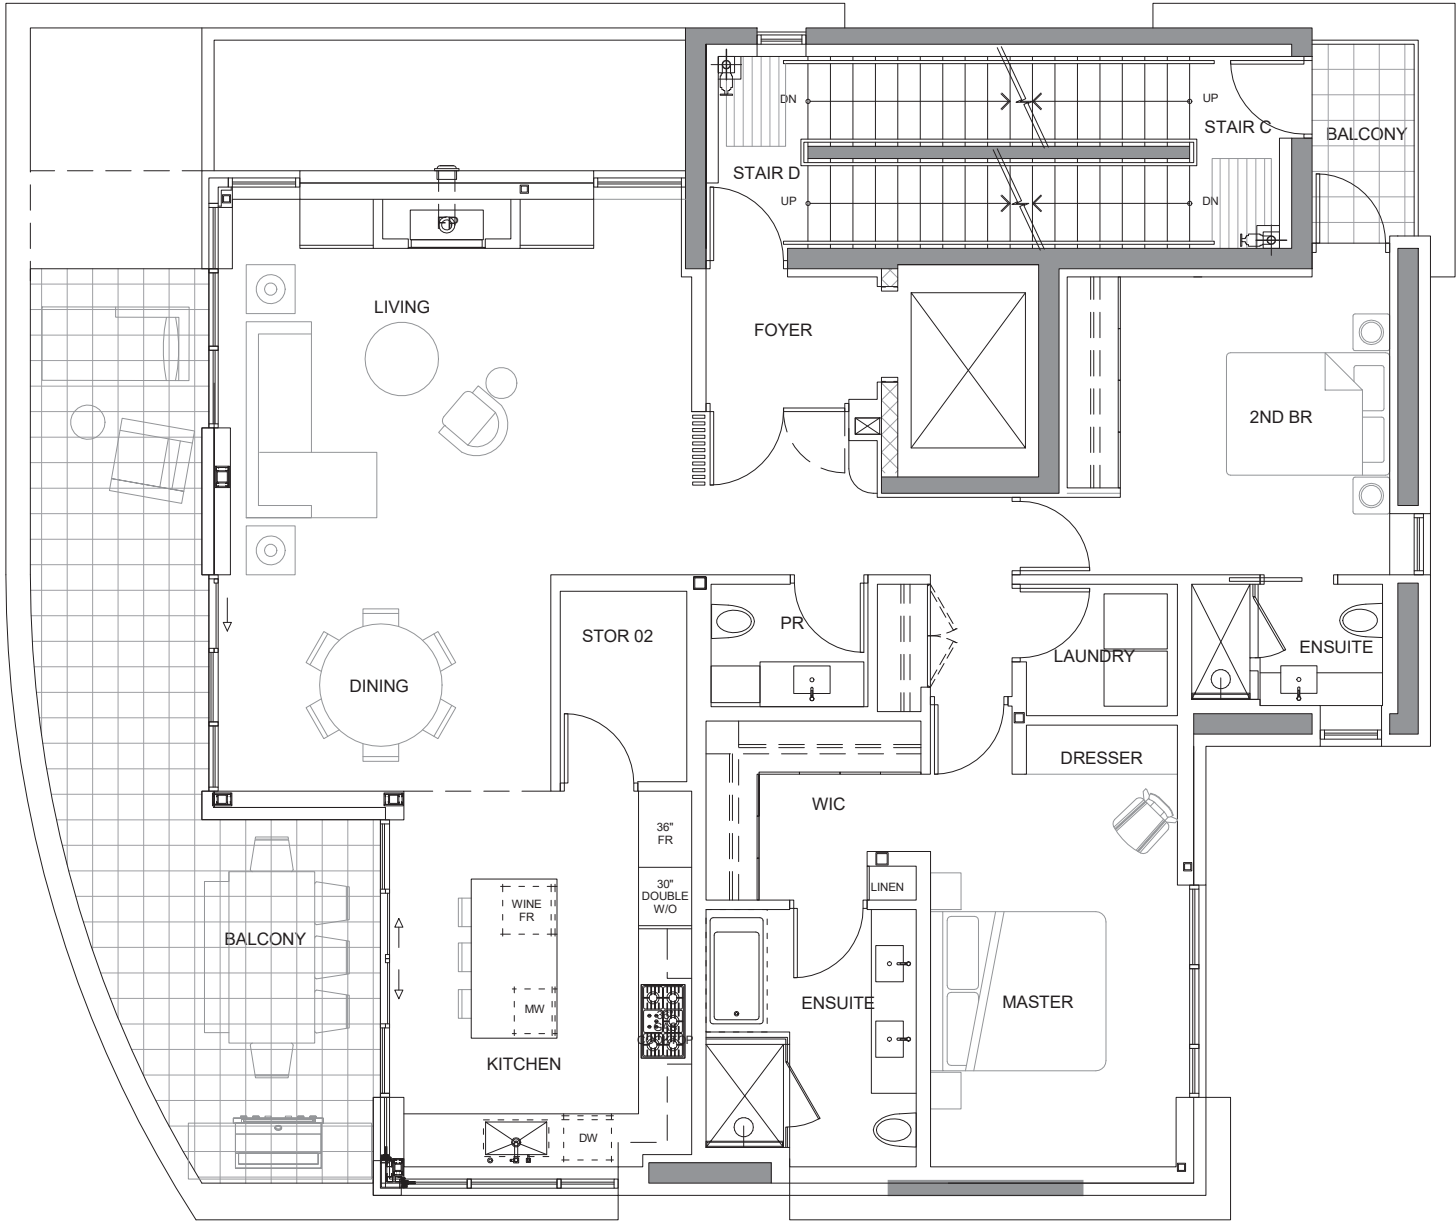 DN
UP
STAIR C
BALCONY
STAIR D
UP
DN
LIVING
FOYER
2ND BR
STOR 02
PR
LAUNDRY
ENSUITE
DINING
DRESSER
WIC
36"
FR
30"
DOUBLE
W/O
LINEN
WINE
FR
BALCONY
MW
ENSUITE
MASTER
KITCHEN
DW